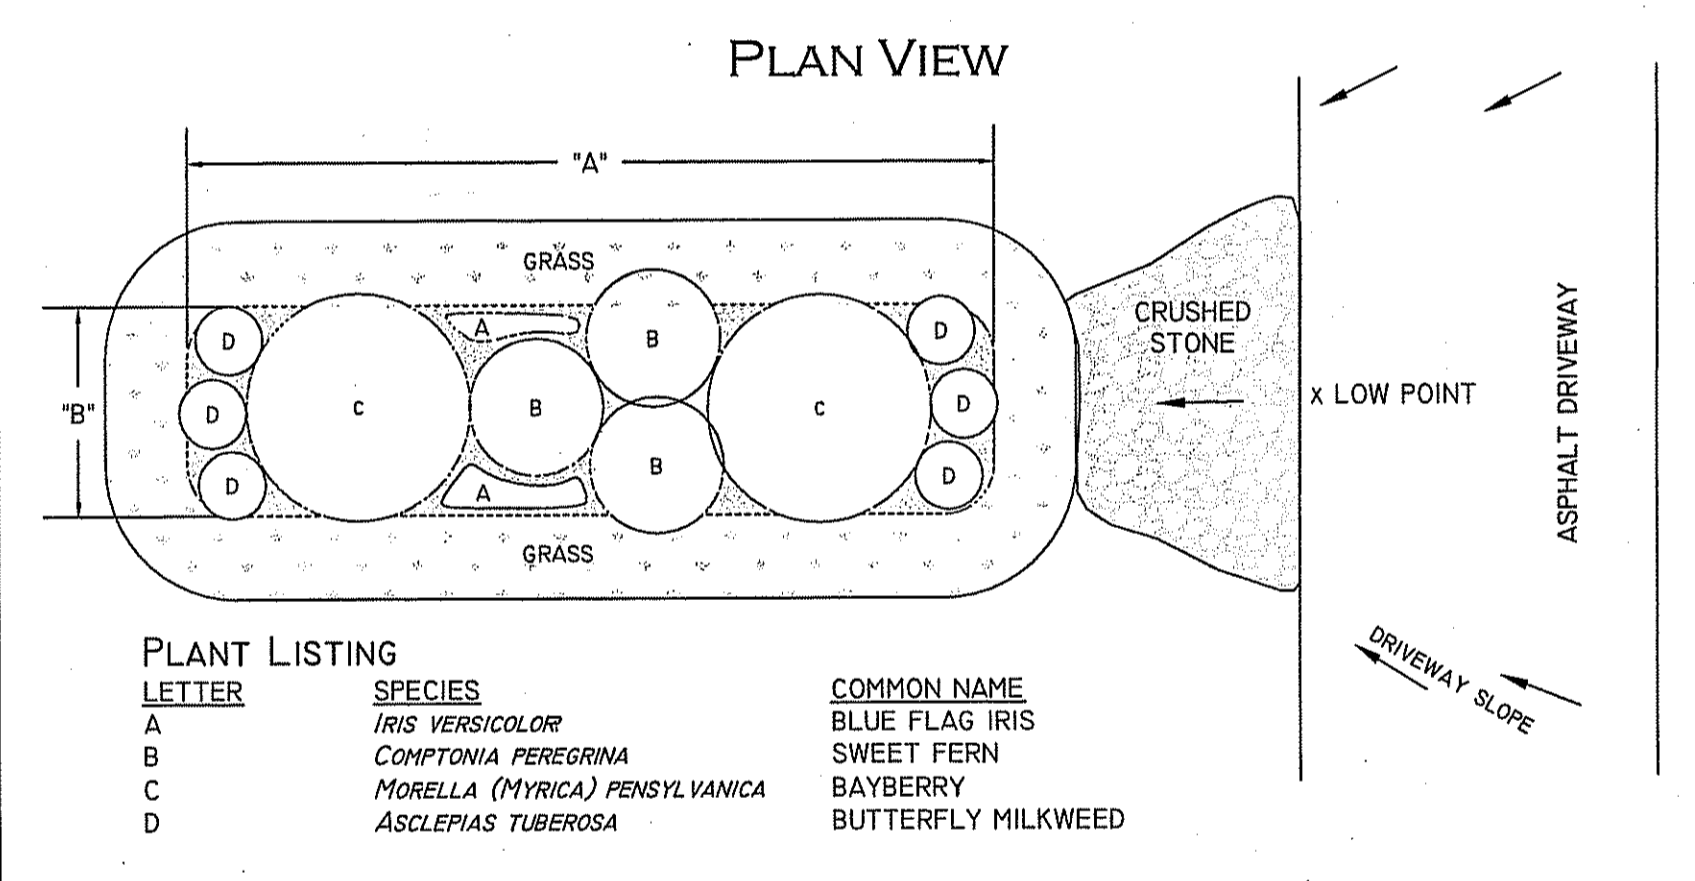 PLAN VIEW
"A"
GRASS
A
B
D
D
CRUSHED
STONE
"B"
D
C
B
C
D
x LOW POINT
ASPHALT DRIVEWAY
B
D
A
D
GRASS
DRIVEWAY SLOPE
PLANT LISTING
LETTER SPECIES COMMON NAME
A IRIS VERSICOLOR BLUE FLAG IRIS
B COMPTONIA PEREGRINA SWEET FERN
C MORELLA (MYRICA) PENSYLVANICA BAYBERRY
D ASCLEPIAS TUBEROSA BUTTERFLY MILKWEED